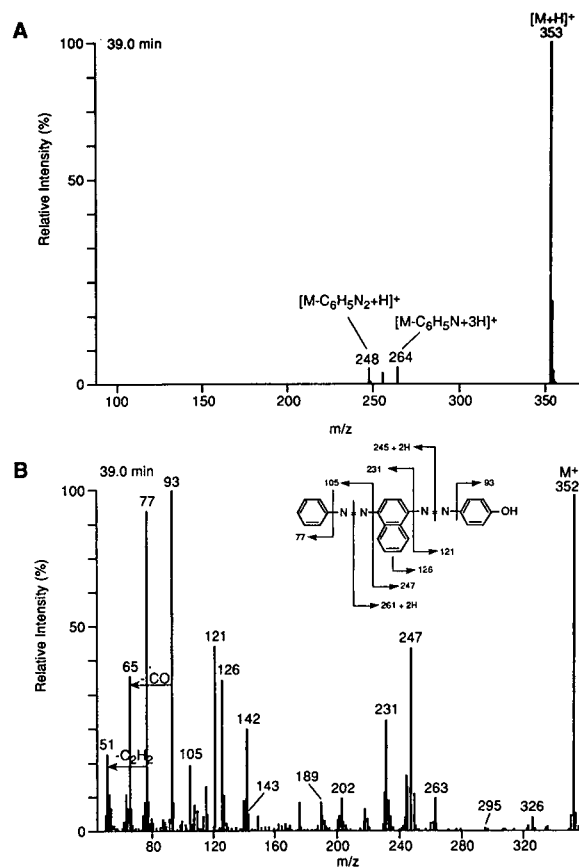 A
39.0 min
[M+H]+
353
Relative Intensity (%)
100
50
0
[M-C6H5N2+H]+
[M-C6H5N+3H]+
248
264
100
150
200
250
300
350
m/z
B
39.0 min
245 + 2H
231
105
93
N
N
N
N
OH
77
121
126
247
261 + 2H
M+
352
Relative Intensity (%)
100
50
0
93
77
65
-CO
51
-C2H2
105
121
126
142
143
189
202
231
247
263
295
326
80
120
160
200
240
280
320
m/z